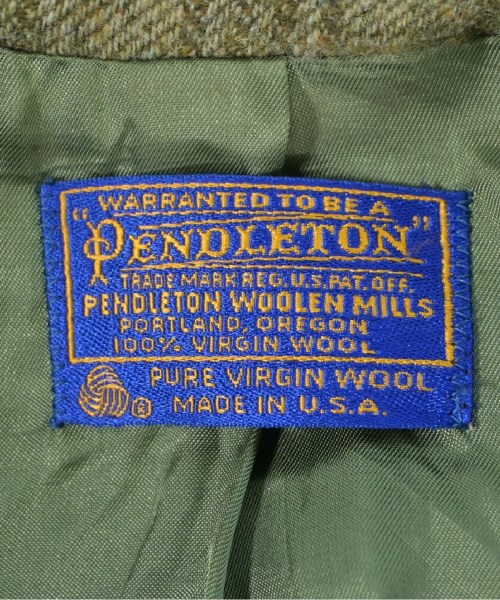 WARRANTED TO BE A
"PENDLETON"
TRADE MARK REG. U.S. PAT. OFF.
PENDLETON WOOLEN MILLS
PORTLAND, OREGON
100% VIRGIN WOOL
PURE VIRGIN WOOL
® MADE IN U.S.A.